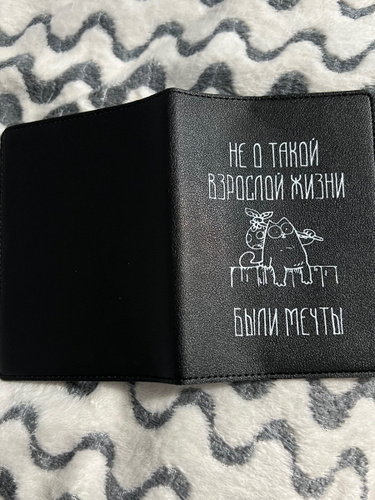 НЕ О ТАКОЙ
ВЗРОСЛОЙ ЖИЗНИ
БЫЛИ МЕЧТЫ